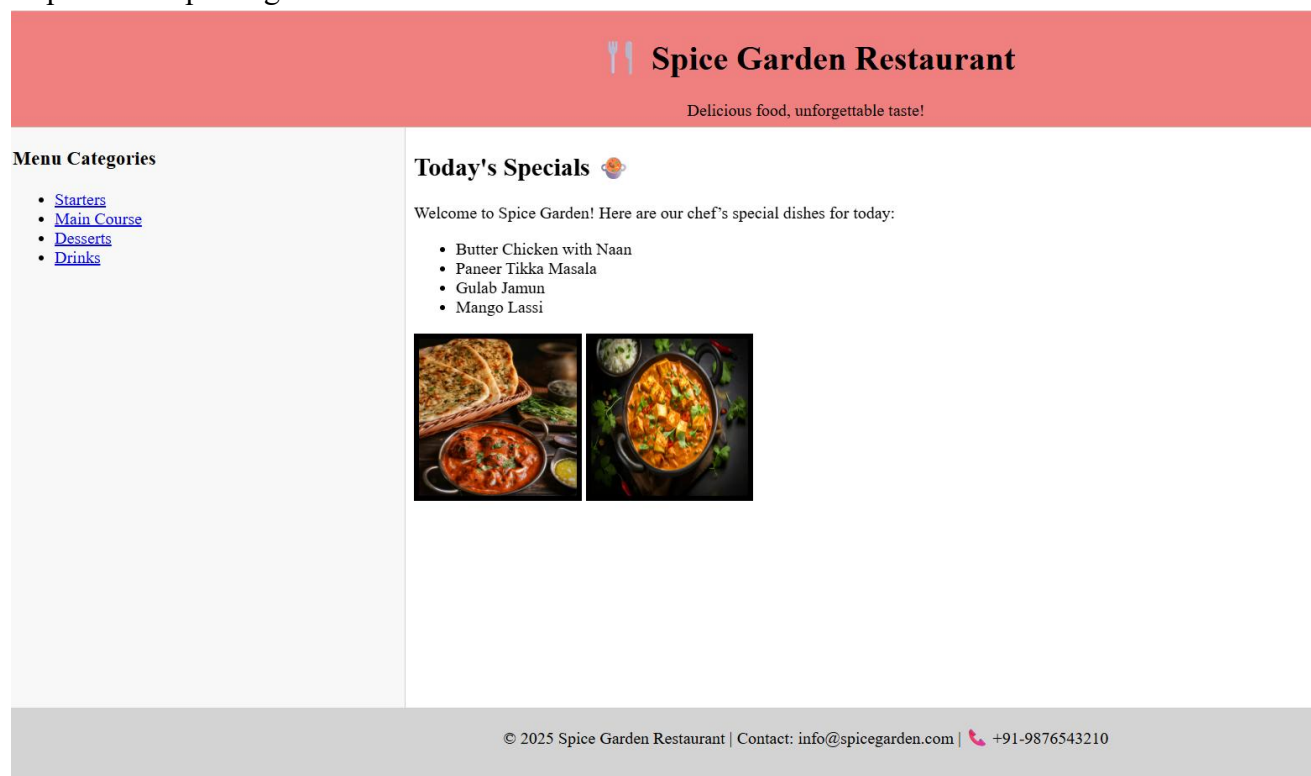 🍴 Spice Garden Restaurant
Delicious food, unforgettable taste!
Menu Categories
• Starters
• Main Course
• Desserts
• Drinks
Today's Specials 🍲
Welcome to Spice Garden! Here are our chef’s special dishes for today:
• Butter Chicken with Naan
• Paneer Tikka Masala
• Gulab Jamun
• Mango Lassi
© 2025 Spice Garden Restaurant | Contact: info@spicegarden.com | 📞 +91-9876543210